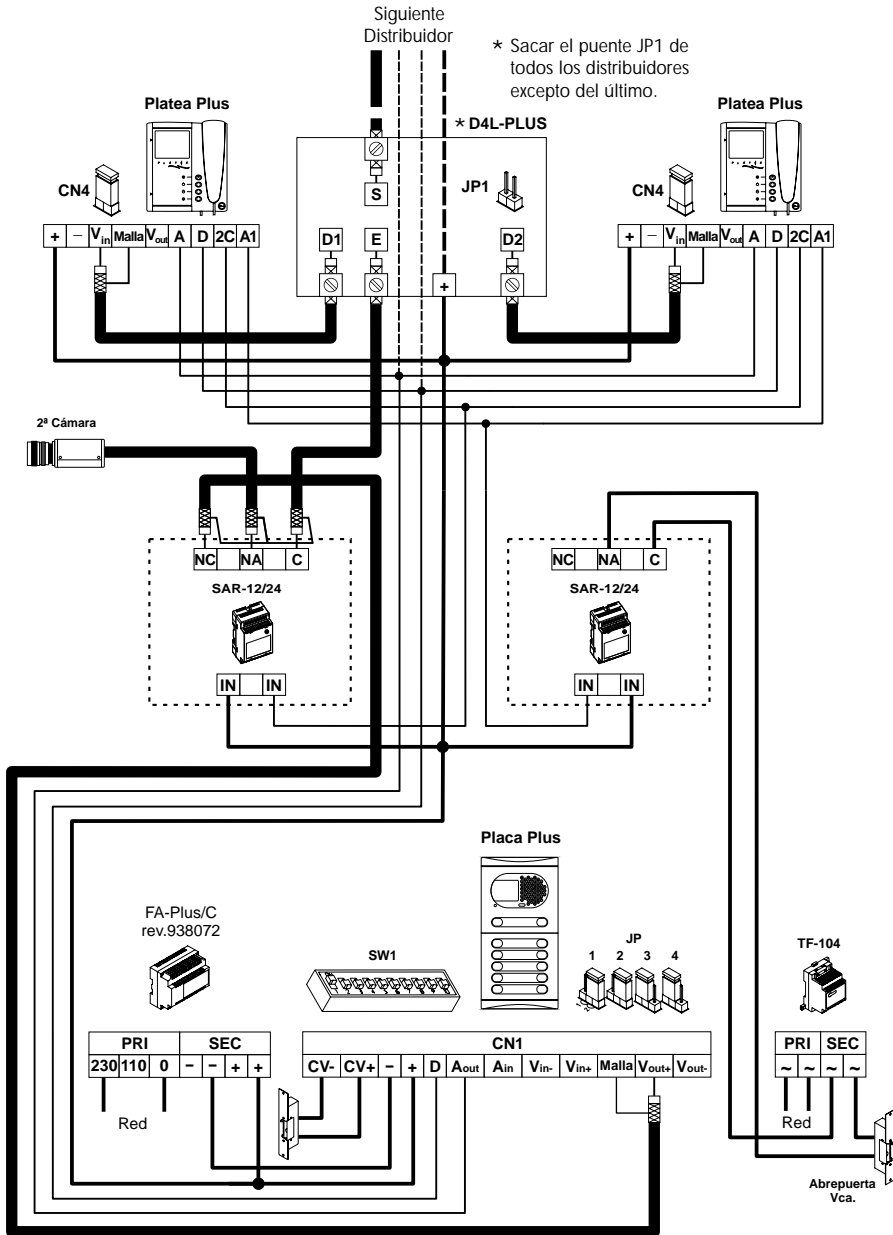 Siguiente
Distribuidor
* Sacar el puente JP1 de
todos los distribuidores
excepto del último.
Platea Plus
* D4L-PLUS
Platea Plus
CN4
S
JP1
CN4
+ − Vin Malla Vout A D 2C A1
D1 E D2
+
+ − Vin Malla Vout A D 2C A1
2ª Cámara
NC NA C
SAR-12/24
IN IN
NC NA C
SAR-12/24
IN IN
Placa Plus
FA-Plus/C
rev.938072
SW1
JP
1 2 3 4
TF-104
PRI SEC
230 110 0 − − + +
Red
CN1
CV- CV+ − + D Aout Ain Vin- Vin+ Malla Vout+ Vout-
PRI SEC
~ ~ ~ ~
Red
Abrepuerta
Vca.